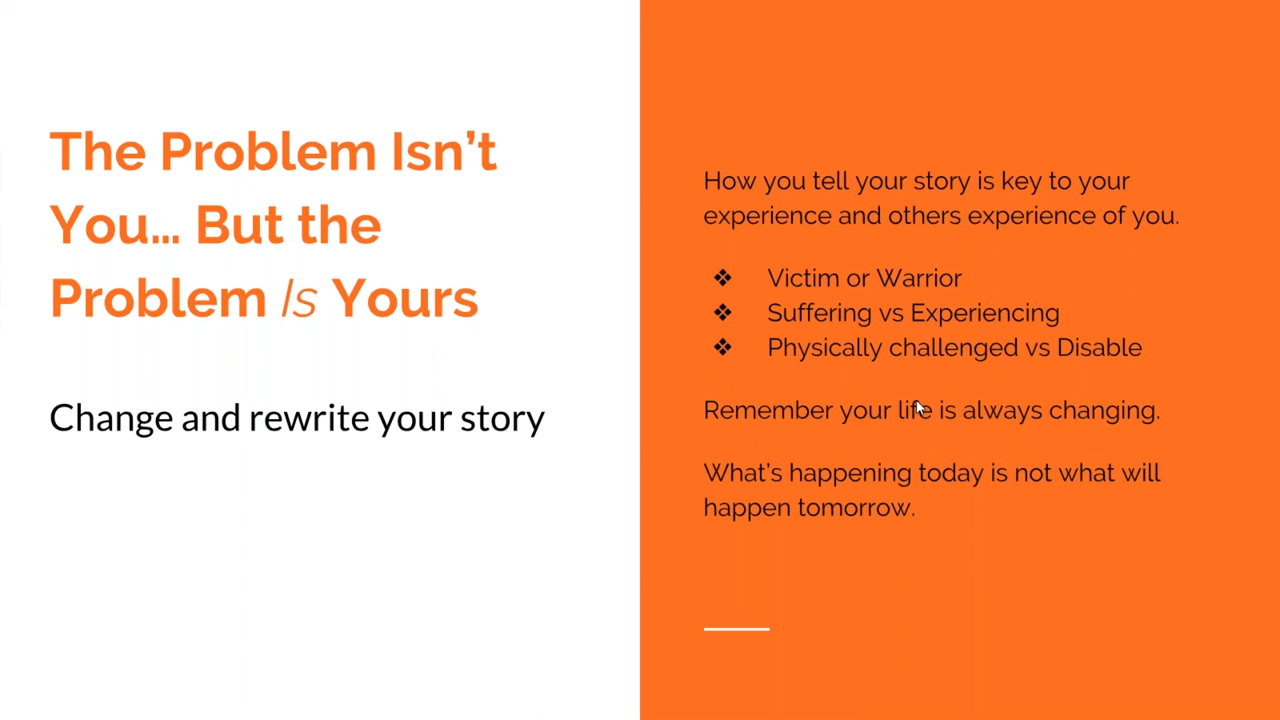 The Problem Isn’t
You... But the
Problem Is Yours
Change and rewrite your story
How you tell your story is key to your
experience and others experience of you.
❖ Victim or Warrior
❖ Suffering vs Experiencing
❖ Physically challenged vs Disable
Remember your life is always changing.
What’s happening today is not what will
happen tomorrow.